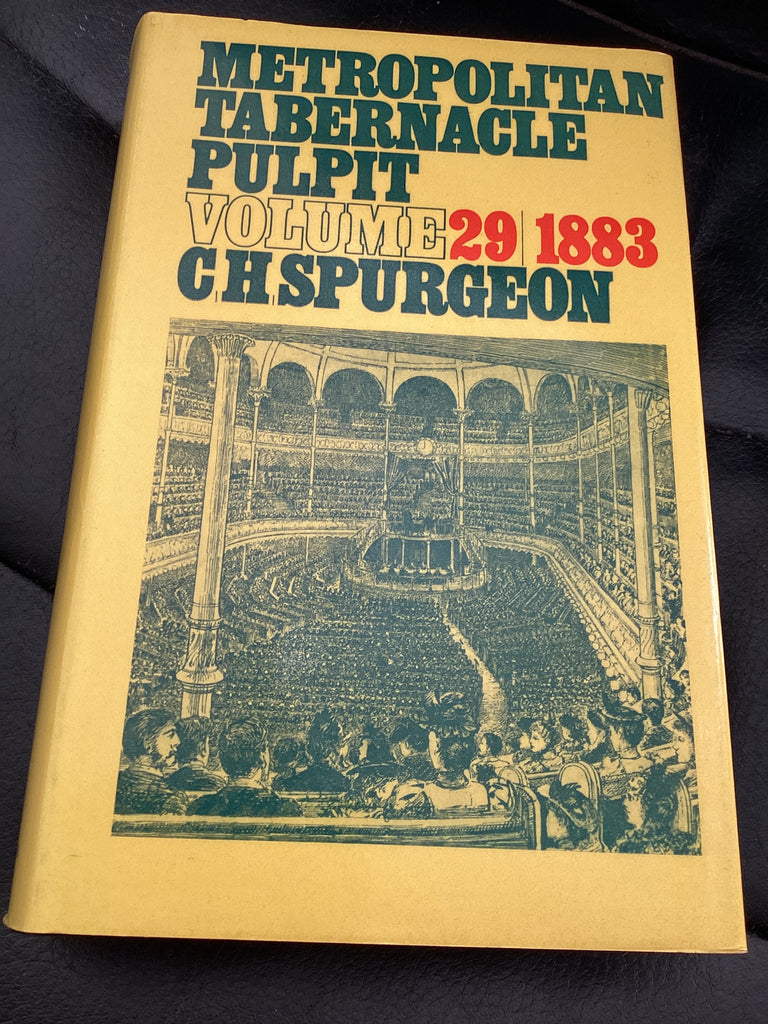 METROPOLITAN
TABERNACLE
PULPIT
VOLUME 29|1883
C|H|SPURGEON